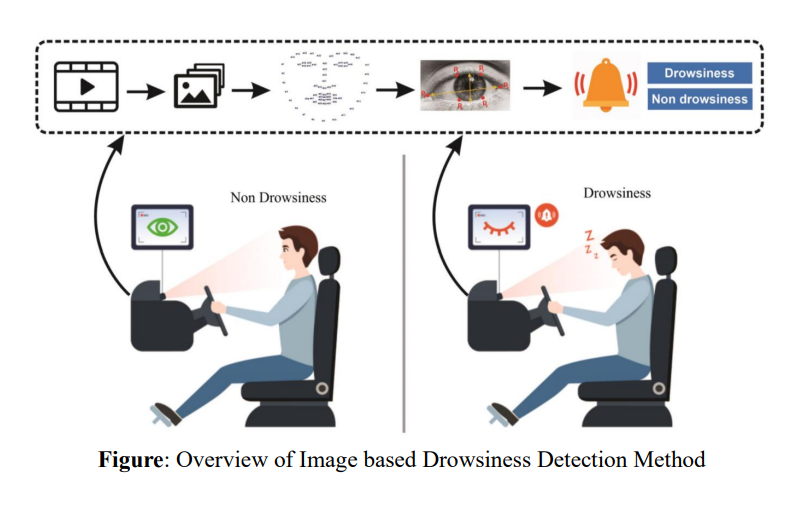 Drowsiness
Non drowsiness
Non Drowsiness
Drowsiness
Z
Z
z
Figure: Overview of Image based Drowsiness Detection Method